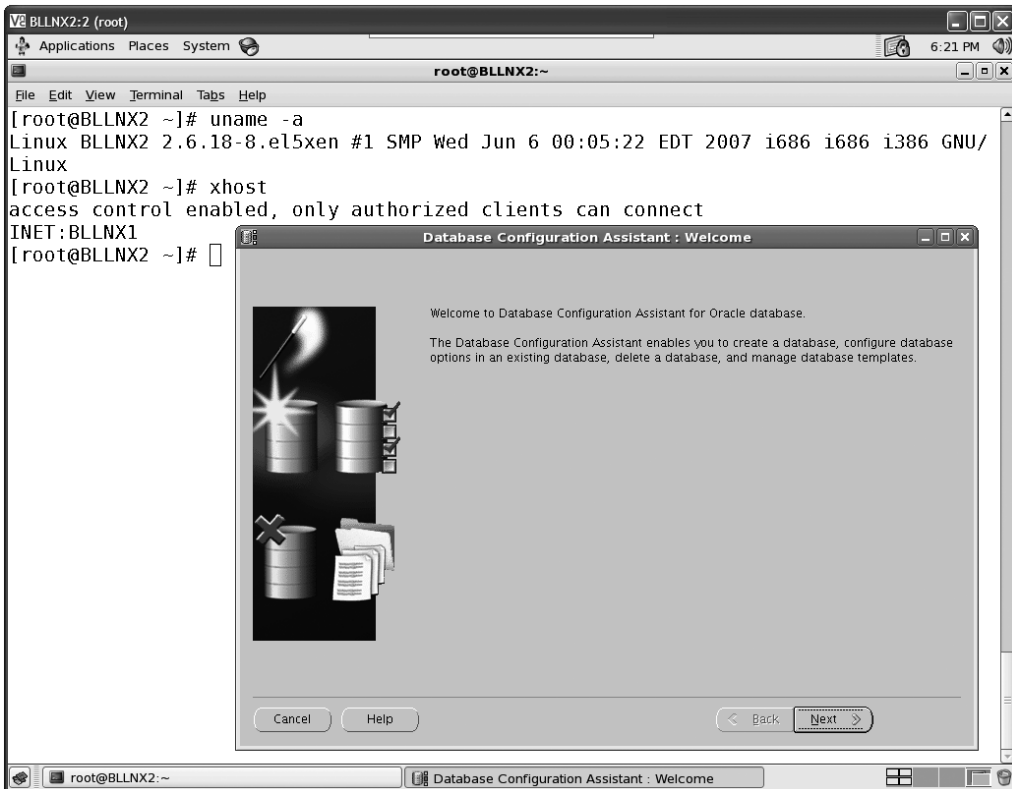 BLLNX2:2 (root)
Applications Places System 6:21 PM
root@BLLNX2:~
File Edit View Terminal Tabs Help
[root@BLLNX2 ~]# uname -a
Linux BLLNX2 2.6.18-8.el5xen #1 SMP Wed Jun 6 00:05:22 EDT 2007 i686 i686 i386 GNU/
Linux
[root@BLLNX2 ~]# xhost
access control enabled, only authorized clients can connect
INET:BLLNX1
[root@BLLNX2 ~]#
Database Configuration Assistant : Welcome
Welcome to Database Configuration Assistant for Oracle database.
The Database Configuration Assistant enables you to create a database, configure database
options in an existing database, delete a database, and manage database templates.
Cancel Help Back Next
root@BLLNX2:~ Database Configuration Assistant : Welcome